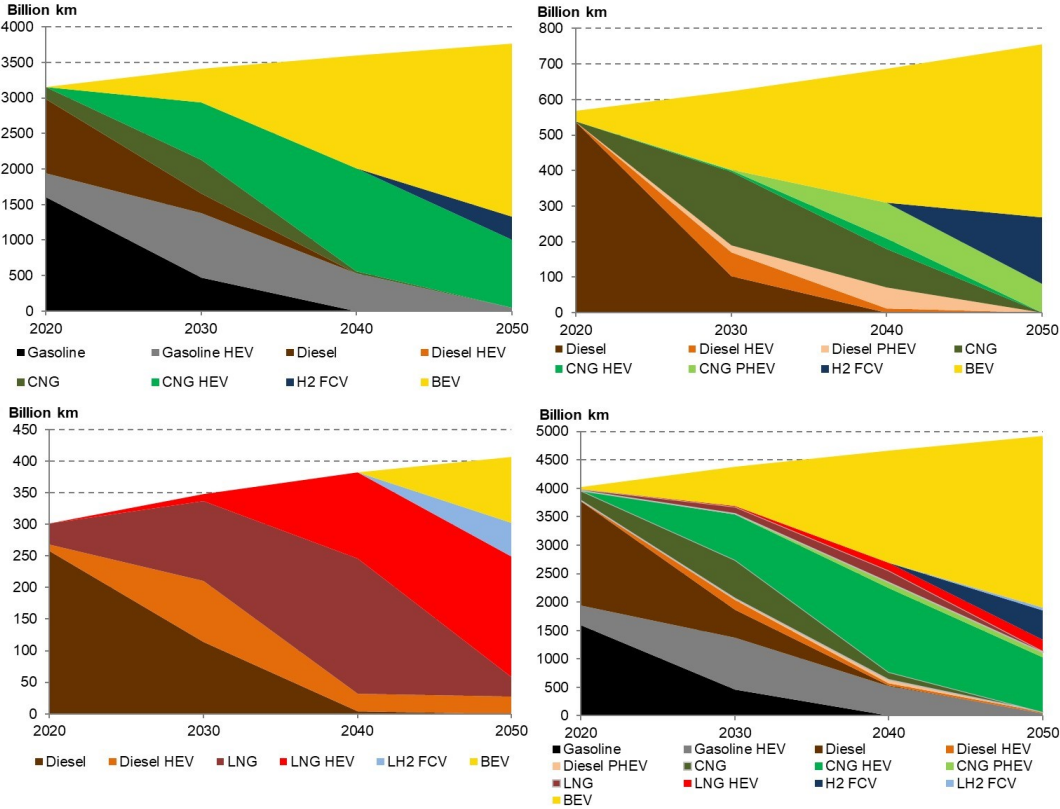 Billion km
4000
3500
3000
2500
2000
1500
1000
500
0
2020 2030 2040 2050
Gasoline Gasoline HEV Diesel Diesel HEV
CNG CNG HEV H2 FCV BEV
Billion km
800
700
600
500
400
300
200
100
0
2020 2030 2040 2050
Diesel Diesel HEV Diesel PHEV CNG
CNG HEV CNG PHEV H2 FCV BEV
Billion km
450
400
350
300
250
200
150
100
50
0
2020 2030 2040 2050
Diesel Diesel HEV LNG LNG HEV LH2 FCV BEV
Billion km
5000
4500
4000
3500
3000
2500
2000
1500
1000
500
0
2020 2030 2040 2050
Gasoline Gasoline HEV Diesel Diesel HEV
Diesel PHEV CNG CNG HEV CNG PHEV
LNG LNG HEV H2 FCV LH2 FCV
BEV